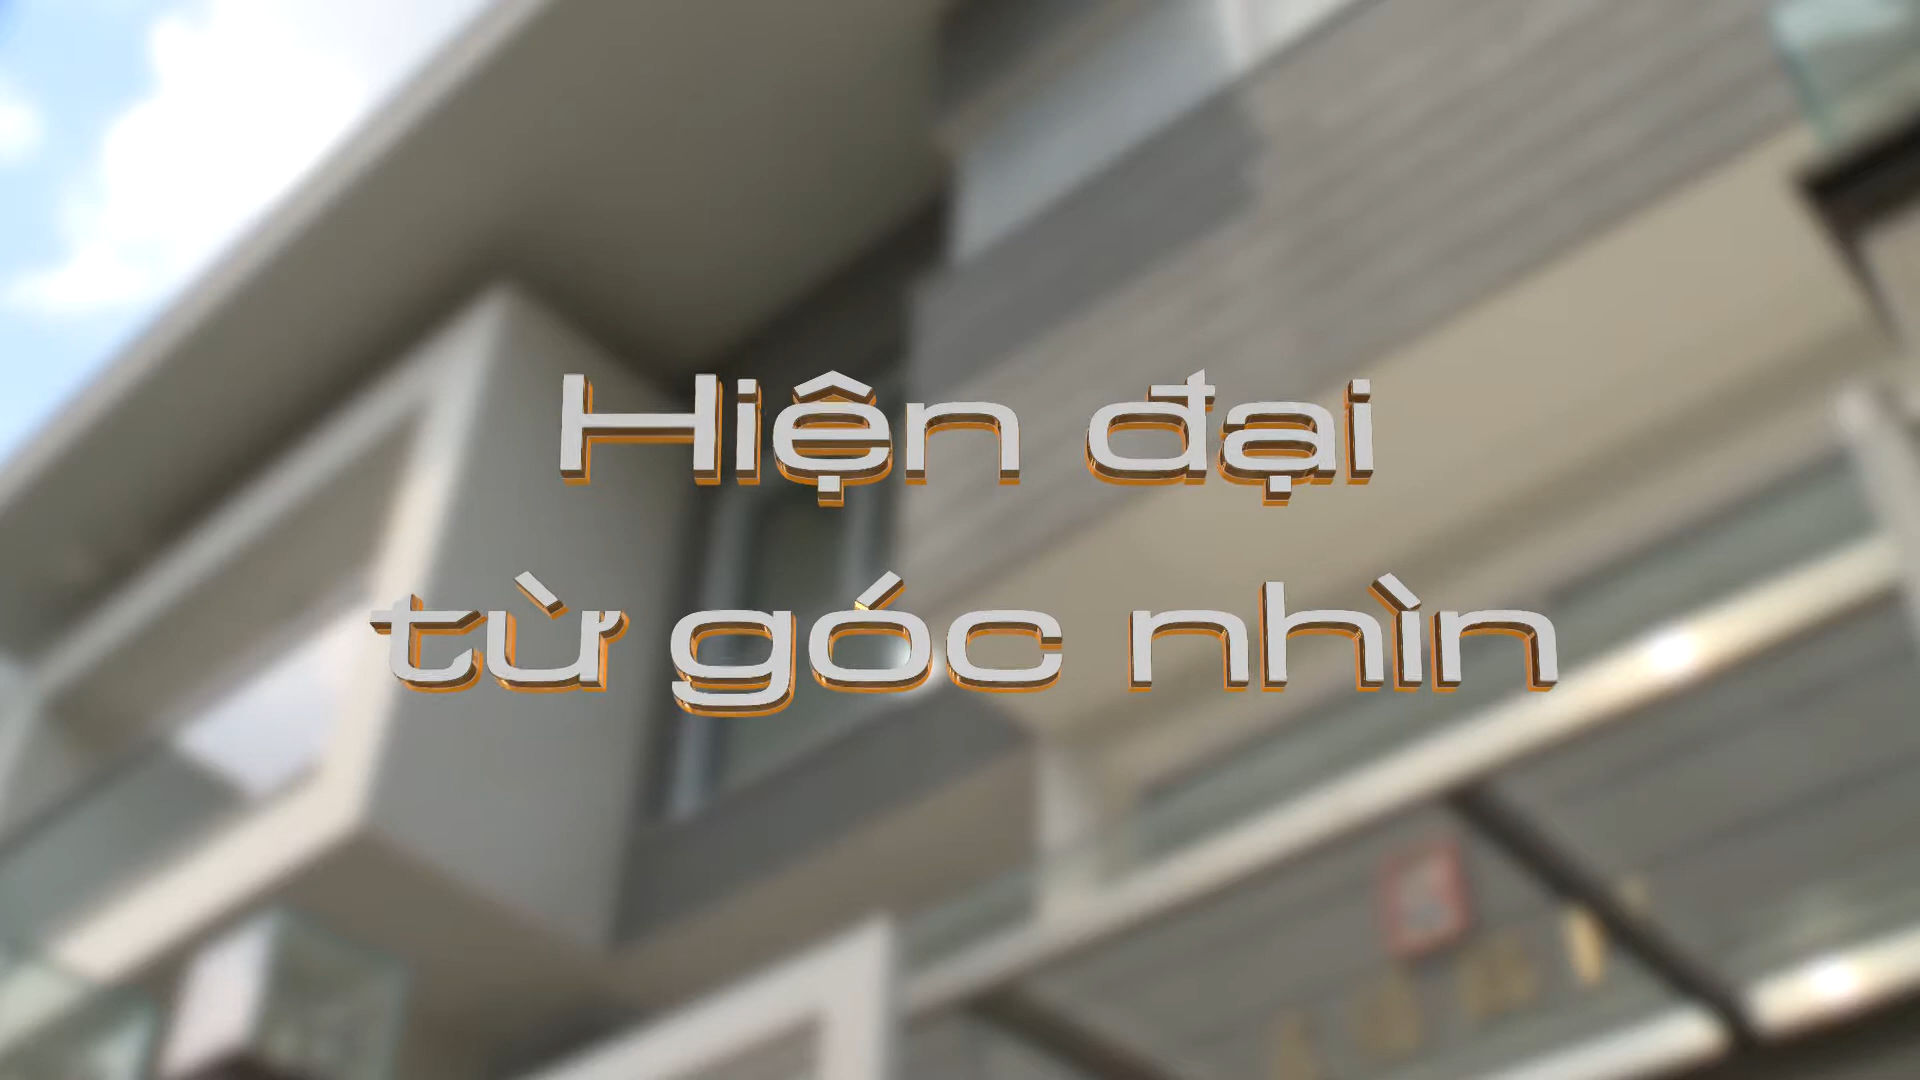 Hiện đại
từ góc nhìn